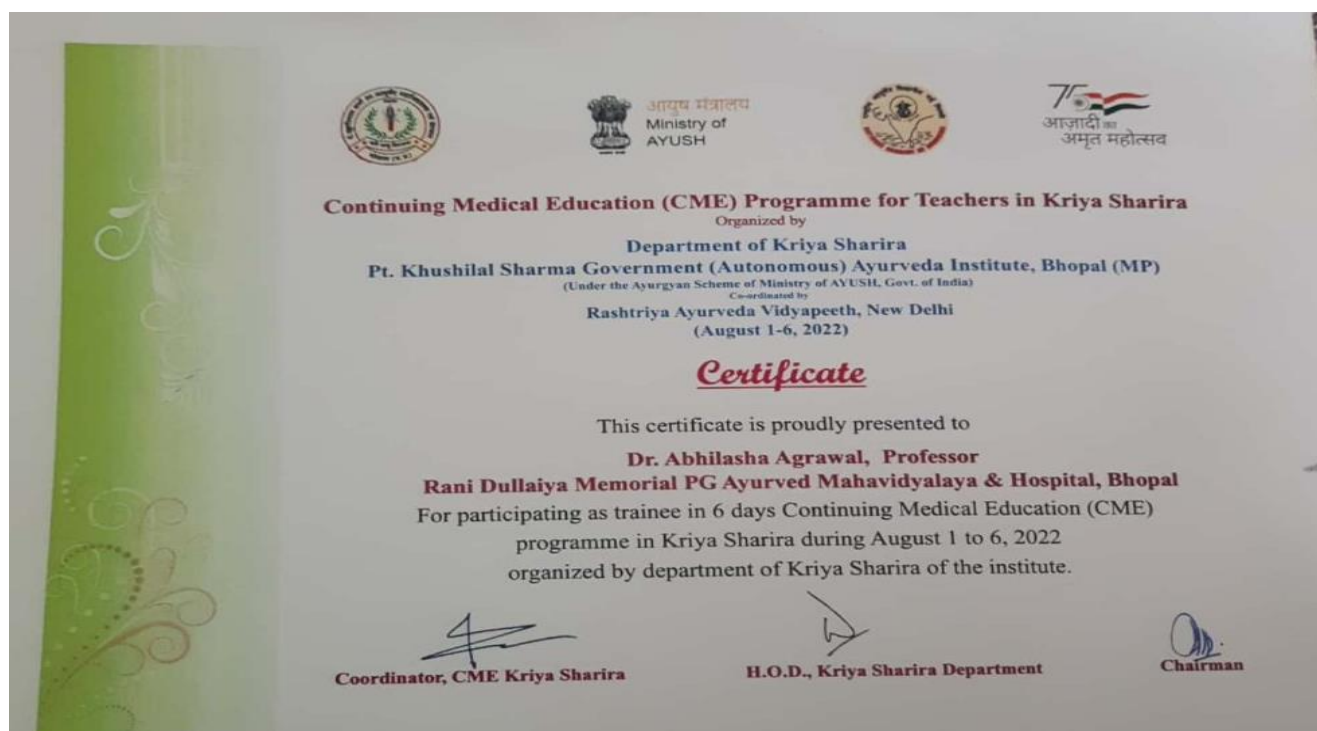 आयुष मंत्रालय
Ministry of
AYUSH
75
आज़ादी का
अमृत महोत्सव
Continuing Medical Education (CME) Programme for Teachers in Kriya Sharira
Organized by
Department of Kriya Sharira
Pt. Khushilal Sharma Government (Autonomous) Ayurveda Institute, Bhopal (MP)
(Under the Ayurgyan Scheme of Ministry of AYUSH, Govt. of India)
Co-ordinated by
Rashtriya Ayurveda Vidyapeeth, New Delhi
(August 1-6, 2022)
Certificate
This certificate is proudly presented to
Dr. Abhilasha Agrawal, Professor
Rani Dullaiya Memorial PG Ayurved Mahavidyalaya & Hospital, Bhopal
For participating as trainee in 6 days Continuing Medical Education (CME)
programme in Kriya Sharira during August 1 to 6, 2022
organized by department of Kriya Sharira of the institute.
Coordinator, CME Kriya Sharira
H.O.D., Kriya Sharira Department
Chairman